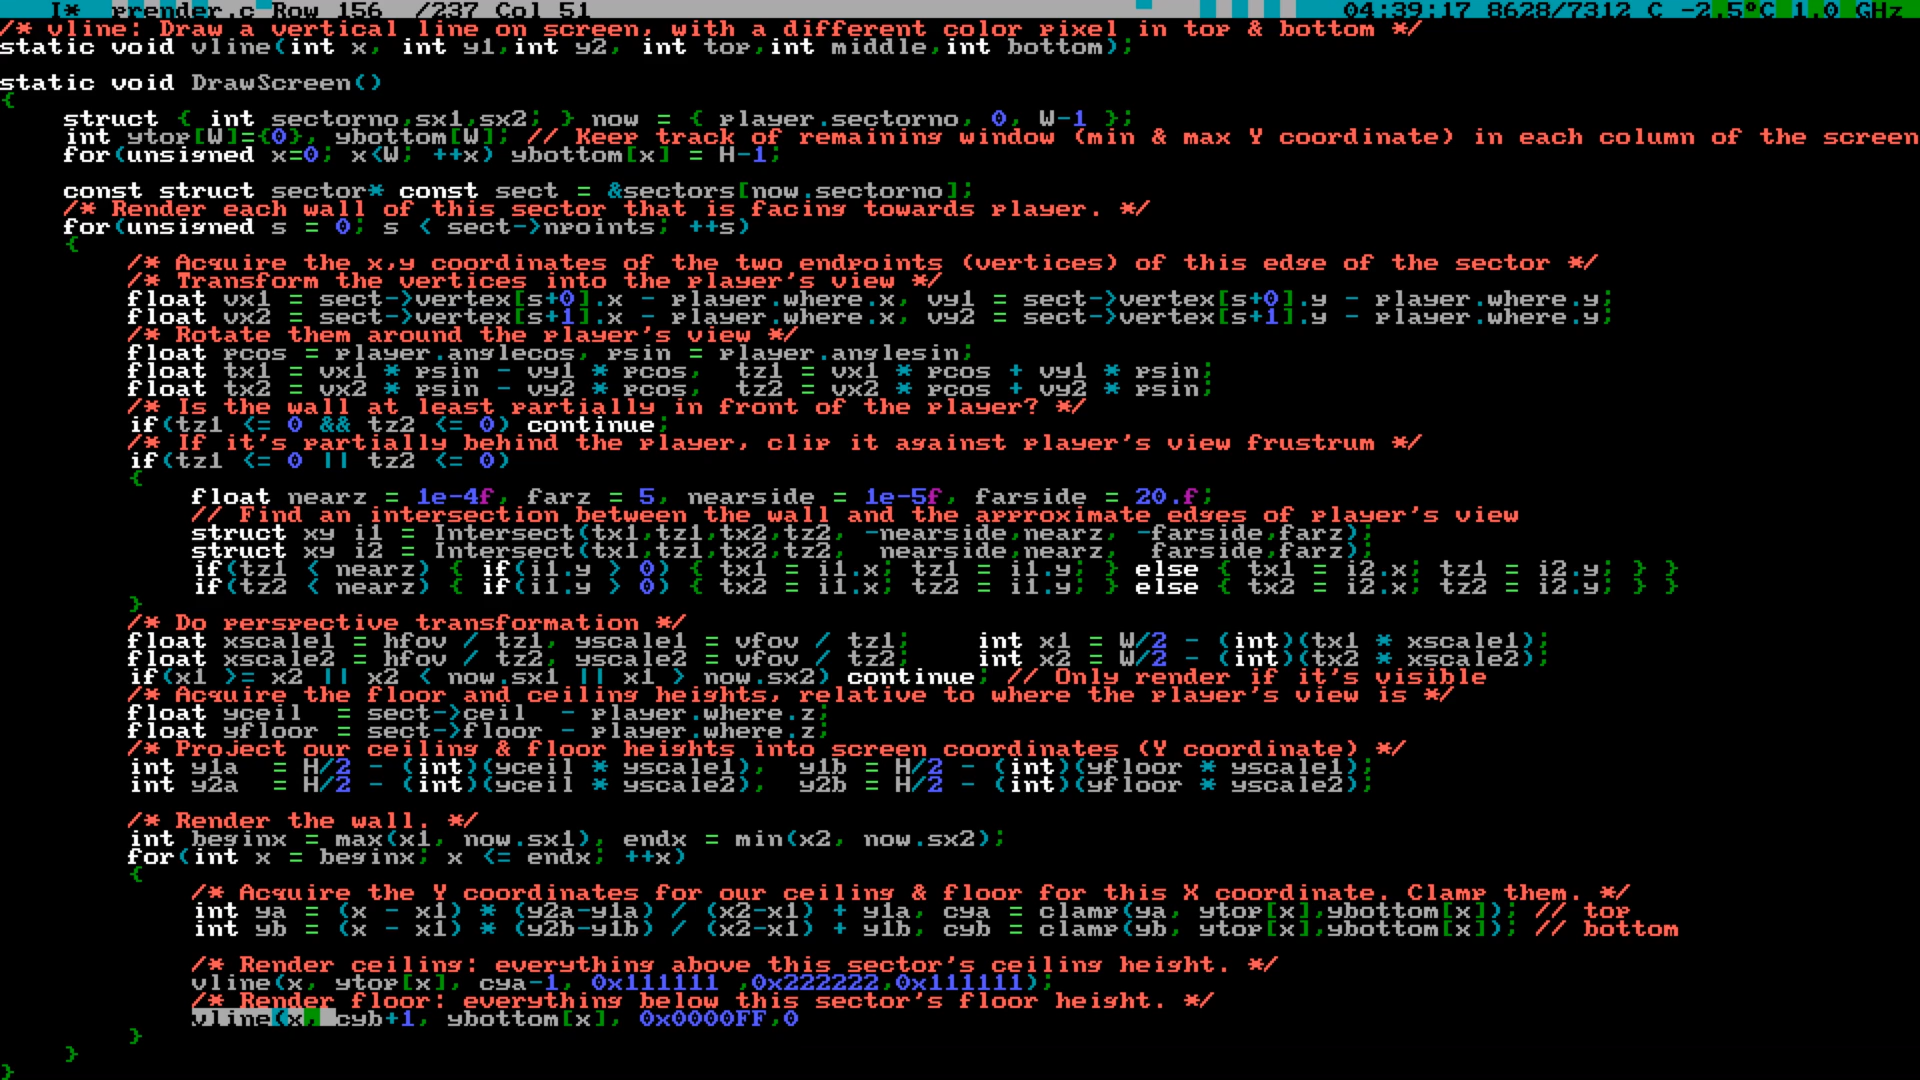 I* prender.c Row 156 /237 Col 51 04:39:17 8628/7312 C -2.5ºC 1.0 GHz
/* vline: Draw a vertical line on screen, with a different color pixel in top & bottom */
static void vline(int x, int y1,int y2, int top,int middle,int bottom);
static void DrawScreen()
{
struct { int sectorno,sx1,sx2; } now = { player.sectorno, 0, W-1 };
int ytop[W]={0}, ybottom[W]; // Keep track of remaining window (min & max Y coordinate) in each column of the screen
for(unsigned x=0; x<W; ++x) ybottom[x] = H-1;
const struct sector* const sect = &sectors[now.sectorno];
/* Render each wall of this sector that is facing towards player. */
for(unsigned s = 0; s < sect->npoints; ++s)
{
/* Acquire the x,y coordinates of the two endpoints (vertices) of this edge of the sector */
/* Transform the vertices into the player's view */
float vx1 = sect->vertex[s+0].x - player.where.x, vy1 = sect->vertex[s+0].y - player.where.y;
float vx2 = sect->vertex[s+1].x - player.where.x, vy2 = sect->vertex[s+1].y - player.where.y;
/* Rotate them around the player's view */
float pcos = player.anglecos, psin = player.anglesin;
float tx1 = vx1 * psin - vy1 * pcos,  tz1 = vx1 * pcos + vy1 * psin;
float tx2 = vx2 * psin - vy2 * pcos,  tz2 = vx2 * pcos + vy2 * psin;
/* Is the wall at least partially in front of the player? */
if(tz1 <= 0 && tz2 <= 0) continue;
/* If it's partially behind the player, clip it against player's view frustrum */
if(tz1 <= 0 || tz2 <= 0)
{
float nearz = 1e-4f, farz = 5, nearside = 1e-5f, farside = 20.f;
// Find an intersection between the wall and the approximate edges of player's view
struct xy i1 = Intersect(tx1,tz1,tx2,tz2, -nearside,nearz, -farside,farz);
struct xy i2 = Intersect(tx1,tz1,tx2,tz2,  nearside,nearz,  farside,farz);
if(tz1 < nearz) { if(i1.y > 0) { tx1 = i1.x; tz1 = i1.y; } else { tx1 = i2.x; tz1 = i2.y; } }
if(tz2 < nearz) { if(i1.y > 0) { tx2 = i1.x; tz2 = i1.y; } else { tx2 = i2.x; tz2 = i2.y; } }
}
/* Do perspective transformation */
float xscale1 = hfov / tz1, yscale1 = vfov / tz1;    int x1 = W/2 - (int)(tx1 * xscale1);
float xscale2 = hfov / tz2, yscale2 = vfov / tz2;    int x2 = W/2 - (int)(tx2 * xscale2);
if(x1 >= x2 || x2 < now.sx1 || x1 > now.sx2) continue; // Only render if it's visible
/* Acquire the floor and ceiling heights, relative to where the player's view is */
float yceil  = sect->ceil  - player.where.z;
float yfloor = sect->floor - player.where.z;
/* Project our ceiling & floor heights into screen coordinates (Y coordinate) */
int y1a  = H/2 - (int)(yceil * yscale1),  y1b = H/2 - (int)(yfloor * yscale1);
int y2a  = H/2 - (int)(yceil * yscale2),  y2b = H/2 - (int)(yfloor * yscale2);
/* Render the wall. */
int beginx = max(x1, now.sx1), endx = min(x2, now.sx2);
for(int x = beginx; x <= endx; ++x)
{
/* Acquire the Y coordinates for our ceiling & floor for this X coordinate. Clamp them. */
int ya = (x - x1) * (y2a-y1a) / (x2-x1) + y1a, cya = clamp(ya, ytop[x],ybottom[x]); // top
int yb = (x - x1) * (y2b-y1b) / (x2-x1) + y1b, cyb = clamp(yb, ytop[x],ybottom[x]); // bottom
/* Render ceiling: everything above this sector's ceiling height. */
vline(x, ytop[x], cya-1, 0x111111 ,0x222222,0x111111);
/* Render floor: everything below this sector's floor height. */
vline(x, cyb+1, ybottom[x], 0x0000FF,0
}
}
}